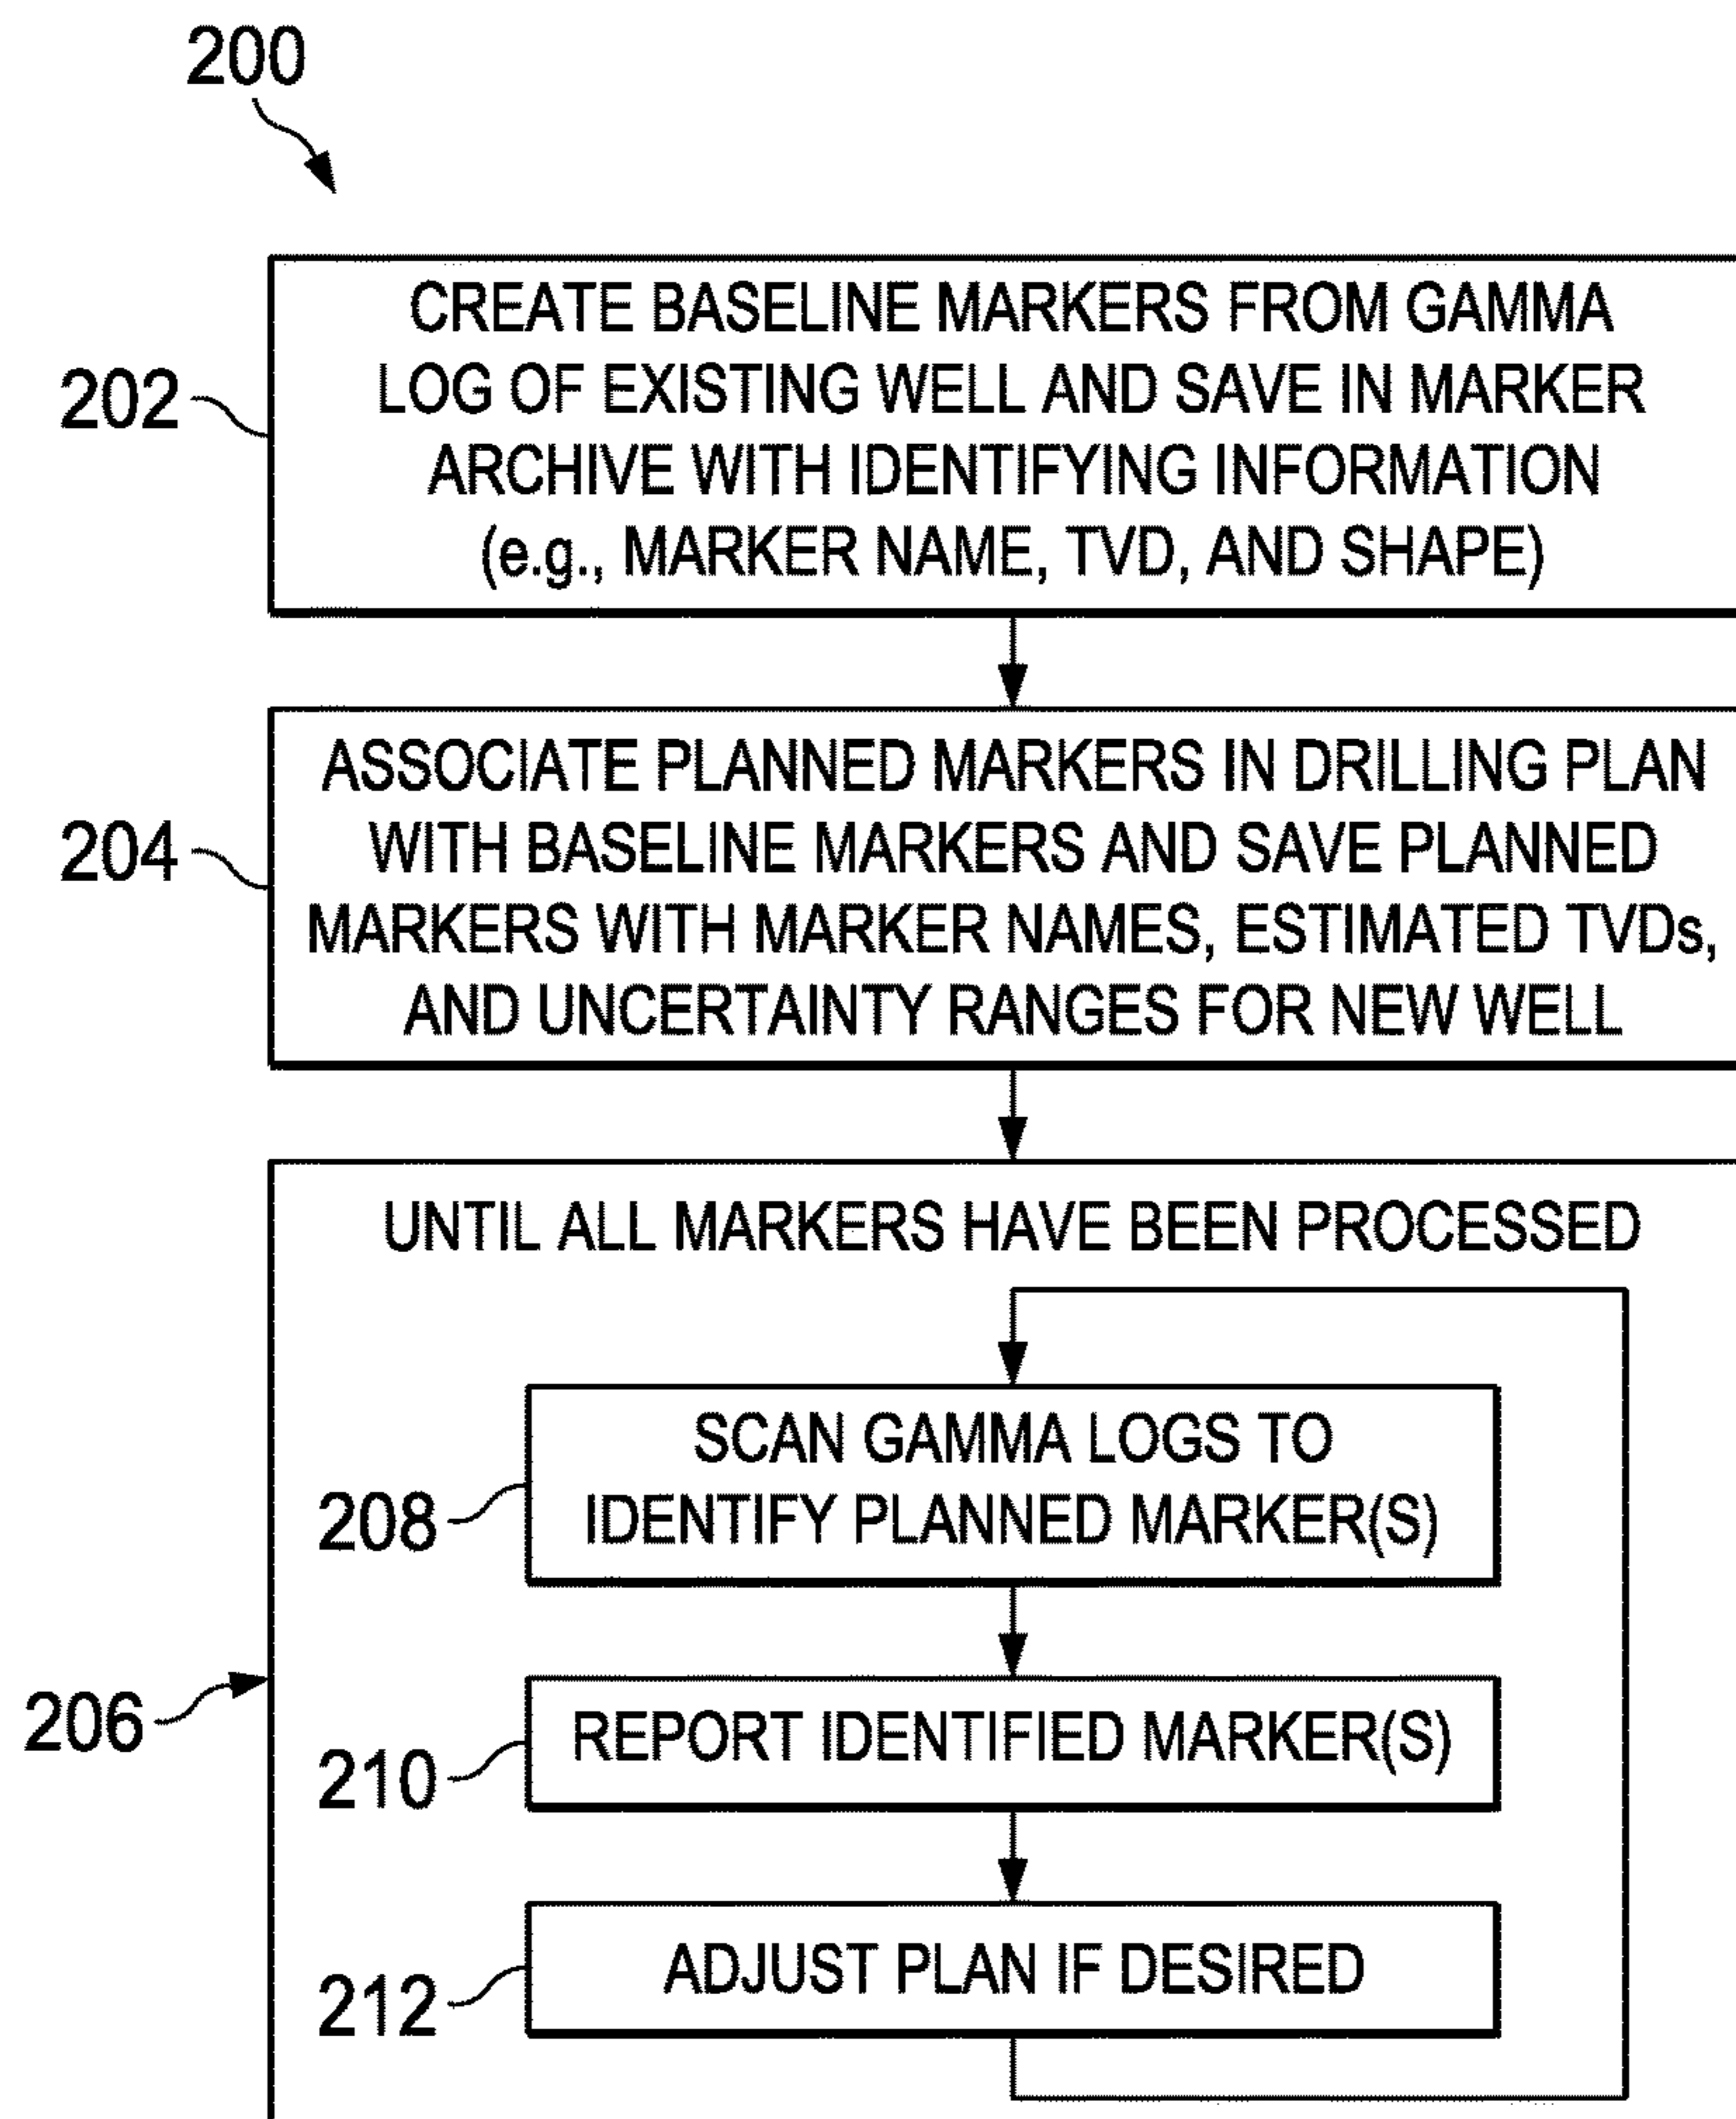 200
202
CREATE BASELINE MARKERS FROM GAMMA
LOG OF EXISTING WELL AND SAVE IN MARKER
ARCHIVE WITH IDENTIFYING INFORMATION
(e.g., MARKER NAME, TVD, AND SHAPE)
204
ASSOCIATE PLANNED MARKERS IN DRILLING PLAN
WITH BASELINE MARKERS AND SAVE PLANNED
MARKERS WITH MARKER NAMES, ESTIMATED TVDs,
AND UNCERTAINTY RANGES FOR NEW WELL
206
UNTIL ALL MARKERS HAVE BEEN PROCESSED
208
SCAN GAMMA LOGS TO
IDENTIFY PLANNED MARKER(S)
210
REPORT IDENTIFIED MARKER(S)
212
ADJUST PLAN IF DESIRED